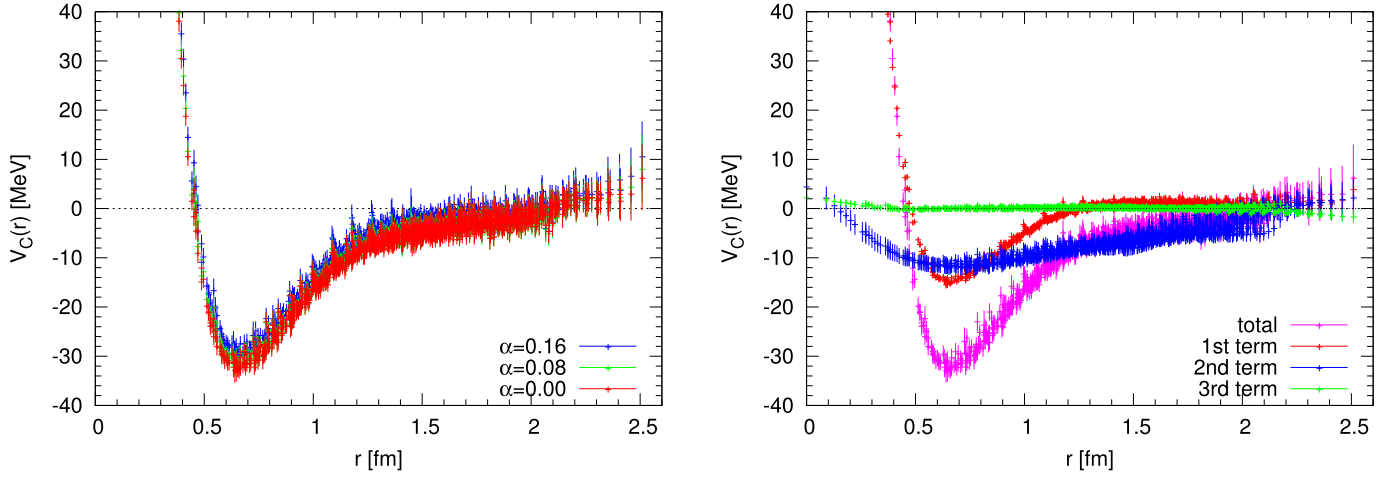 40
30
20
10
0
-10
-20
-30
-40
0
0.5
1
1.5
2
2.5
V_C(r) [MeV]
r [fm]
α=0.16
α=0.08
α=0.00
40
30
20
10
0
-10
-20
-30
-40
0
0.5
1
1.5
2
2.5
V_C(r) [MeV]
r [fm]
total
1st term
2nd term
3rd term